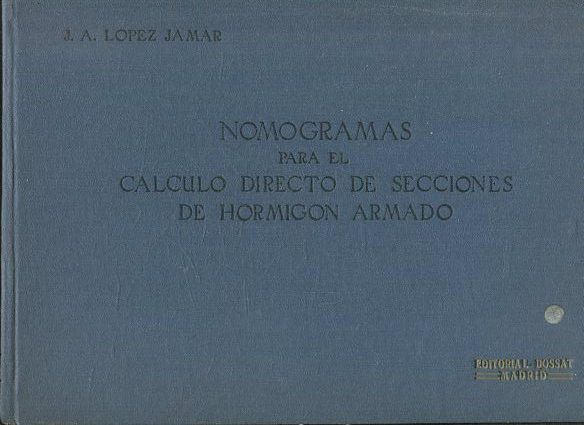 J. A. LOPEZ JAMAR
NOMOGRAMAS
PARA EL
CALCULO DIRECTO DE SECCIONES
DE HORMIGON ARMADO
EDITORIAL DOSSAT
MADRID